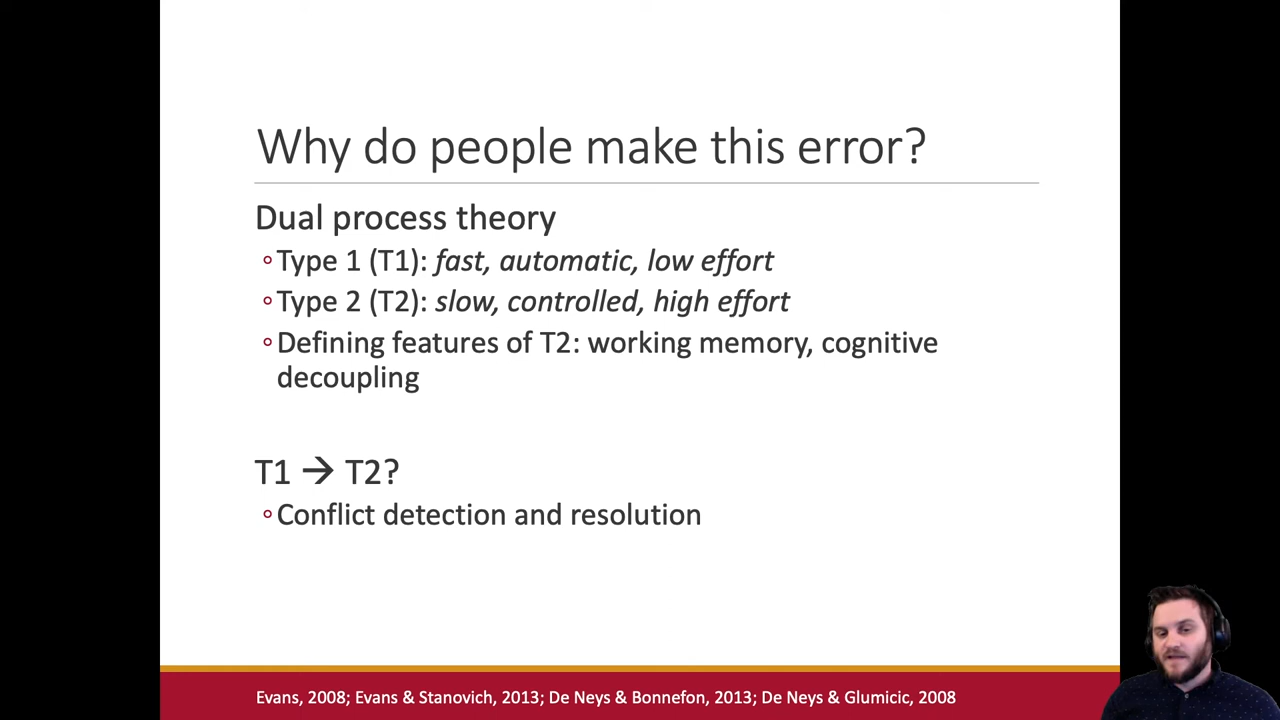 Why do people make this error?
Dual process theory
◦Type 1 (T1): fast, automatic, low effort
◦Type 2 (T2): slow, controlled, high effort
◦Defining features of T2: working memory, cognitive
decoupling
T1 → T2?
◦Conflict detection and resolution
Evans, 2008; Evans & Stanovich, 2013; De Neys & Bonnefon, 2013; De Neys & Glumicic, 2008